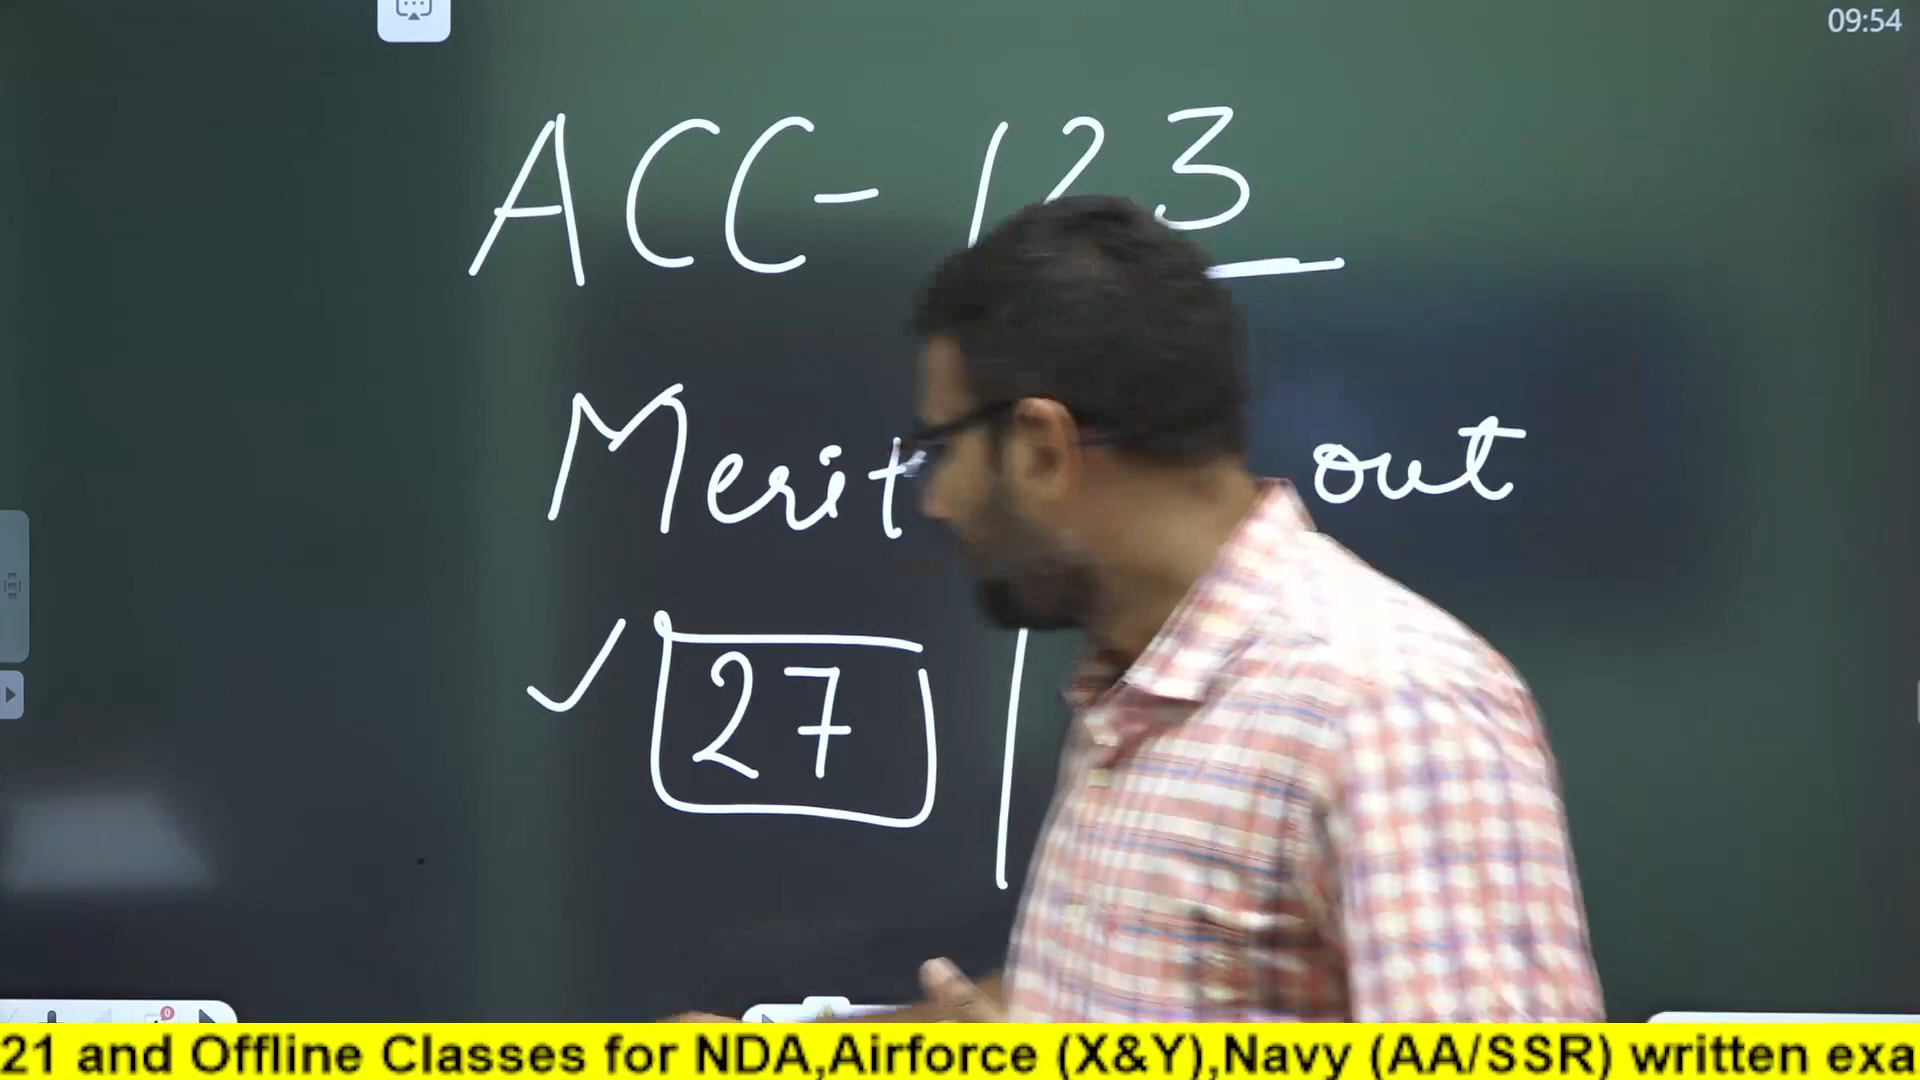 09:54
ACC- 123
Merit out
27
21 and Offline Classes for NDA,Airforce (X&Y),Navy (AA/SSR) written exa